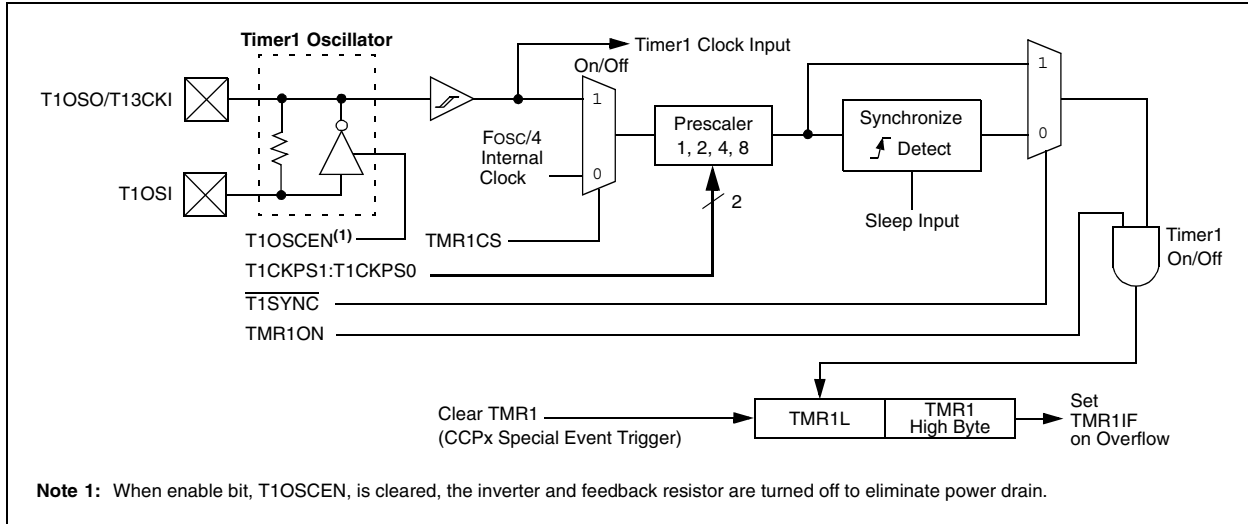 Timer1 Oscillator
Timer1 Clock Input
On/Off
1
T1OSO/T13CKI
1
Prescaler
1, 2, 4, 8
Synchronize
Detect
0
FOSC/4
Internal
Clock
0
T1OSI
2
Sleep Input
T1OSCEN(1)
TMR1CS
Timer1
On/Off
T1CKPS1:T1CKPS0
T1SYNC
TMR1ON
Clear TMR1
(CCPx Special Event Trigger)
TMR1L
TMR1
High Byte
Set
TMR1IF
on Overflow
Note 1: When enable bit, T1OSCEN, is cleared, the inverter and feedback resistor are turned off to eliminate power drain.